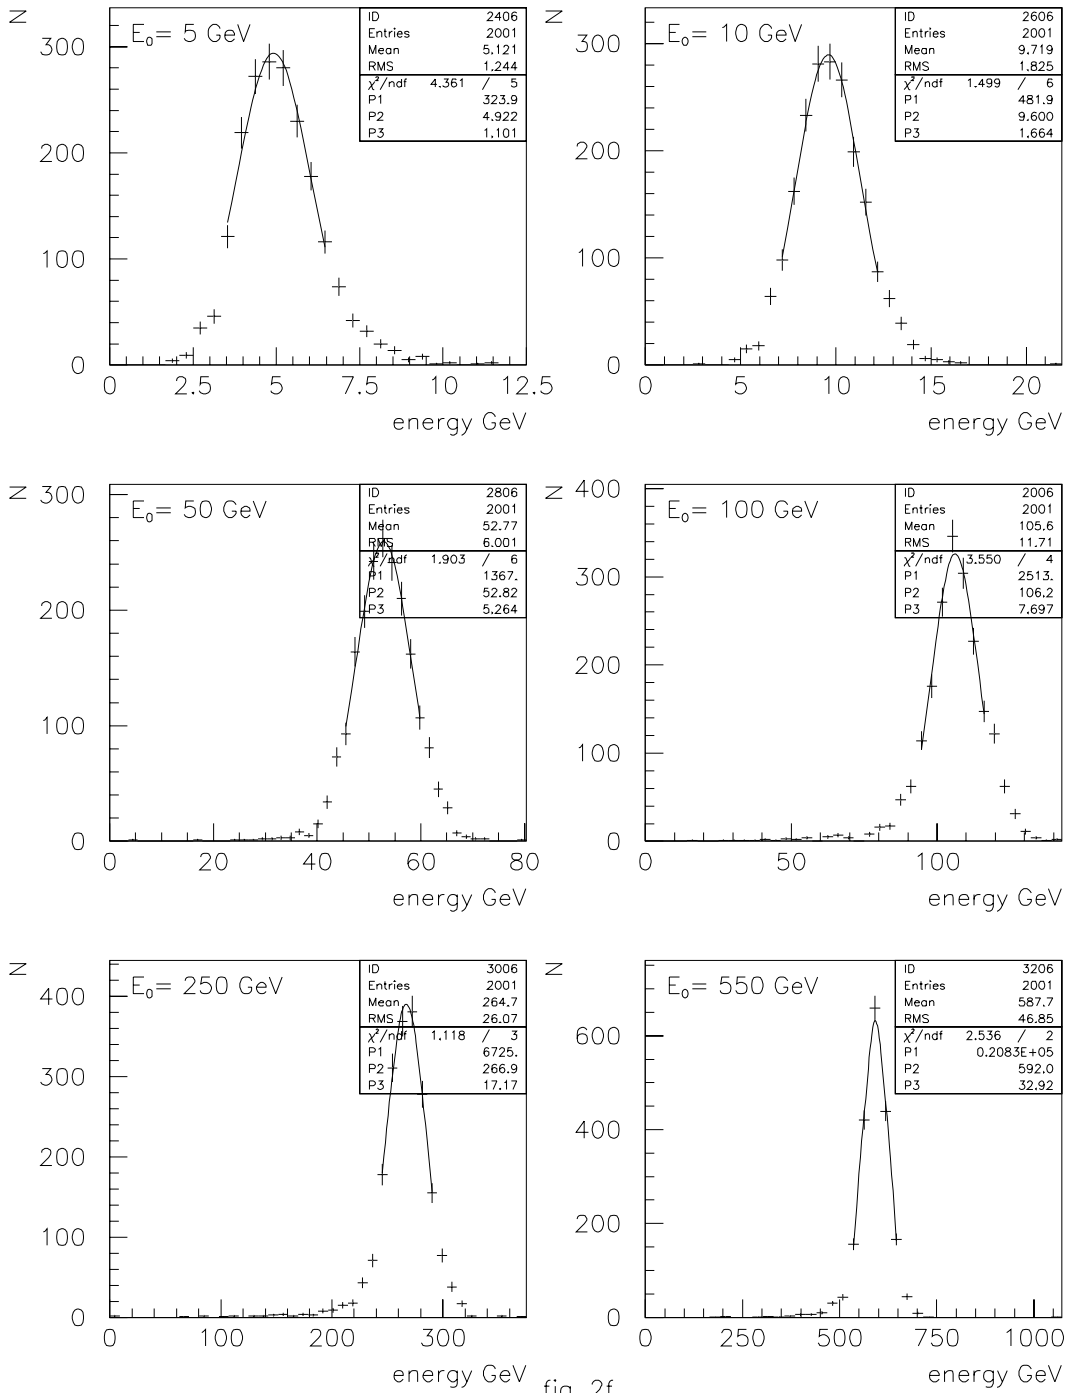 N
E₀= 5 GeV
ID 2406
Entries 2001
Mean 5.121
RMS 1.244
χ²/ndf 4.361 / 5
P1 323.9
P2 4.922
P3 1.101
300
200
100
0
0 2.5 5 7.5 10 12.5
energy GeV
N
E₀= 10 GeV
ID 2606
Entries 2001
Mean 9.719
RMS 1.825
χ²/ndf 1.499 / 6
P1 481.9
P2 9.600
P3 1.664
300
200
100
0
0 5 10 15 20
energy GeV
N
E₀= 50 GeV
ID 2806
Entries 2001
Mean 52.77
RMS 6.001
χ²/ndf 1.903 / 6
P1 1367.
P2 52.82
P3 5.264
300
200
100
0
0 20 40 60 80
energy GeV
N
E₀= 100 GeV
ID 2006
Entries 2001
Mean 105.6
RMS 11.71
χ²/ndf 3.550 / 4
P1 2513.
P2 106.2
P3 7.697
400
300
200
100
0
0 50 100
energy GeV
N
E₀= 250 GeV
ID 3006
Entries 2001
Mean 264.7
RMS 26.07
χ²/ndf 1.118 / 3
P1 6725.
P2 266.9
P3 17.17
400
300
200
100
0
0 100 200 300
energy GeV
N
E₀= 550 GeV
ID 3206
Entries 2001
Mean 587.7
RMS 46.85
χ²/ndf 2.536 / 2
P1 0.2083E+05
P2 592.0
P3 32.92
600
400
200
0
0 250 500 750 1000
energy GeV
fig. 2f